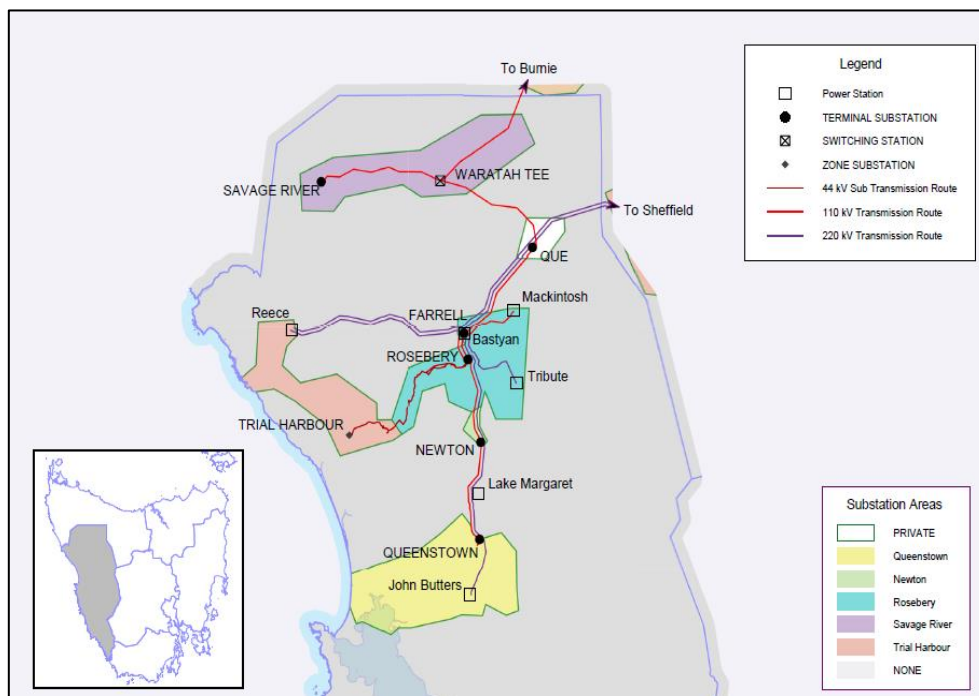 To Burnie
WARATAH TEE
SAVAGE RIVER
To Sheffield
QUE
Mackintosh
Reece
FARRELL
Bastyan
ROSEBERY
Tribute
TRIAL HARBOUR
NEWTON
Lake Margaret
QUEENSTOWN
John Butters
Legend
Power Station
TERMINAL SUBSTATION
SWITCHING STATION
ZONE SUBSTATION
44 kV Sub Transmission Route
110 kV Transmission Route
220 kV Transmission Route
Substation Areas
PRIVATE
Queenstown
Newton
Rosebery
Savage River
Trial Harbour
NONE